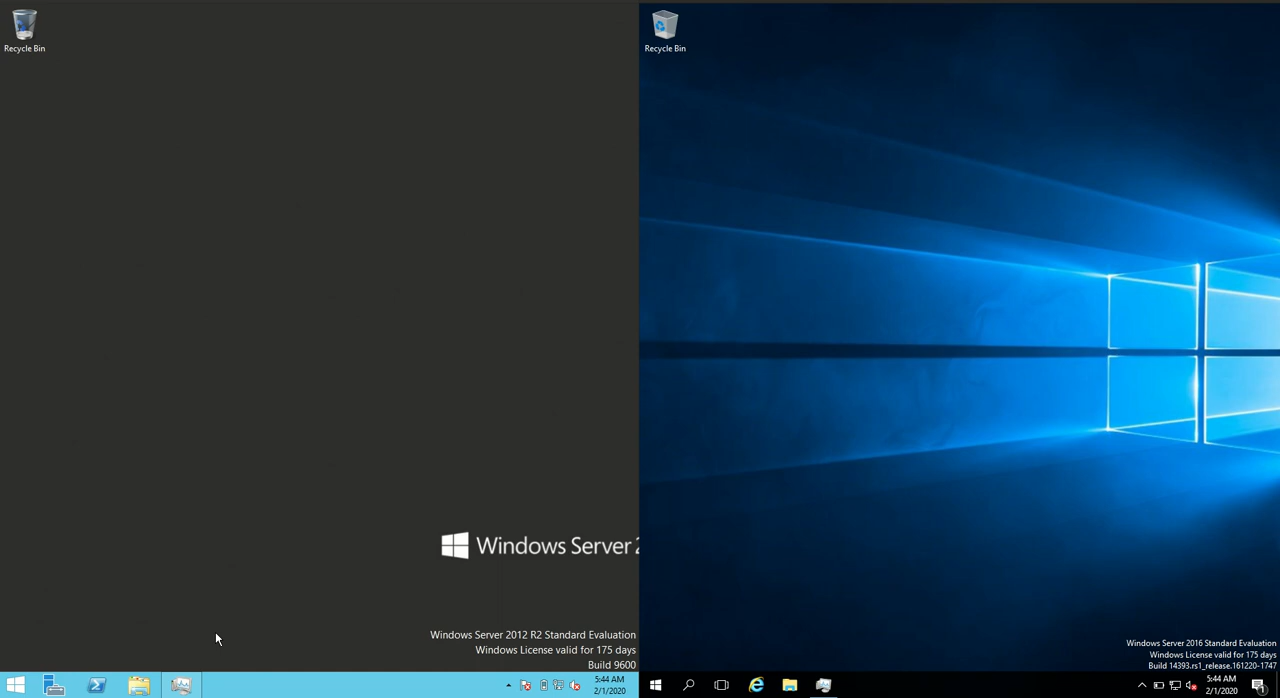 Recycle Bin
Windows Server 2
Windows Server 2012 R2 Standard Evaluation
Windows License valid for 175 days
Build 9600
5:44 AM
2/1/2020
Recycle Bin
Windows Server 2016 Standard Evaluation
Windows License valid for 175 days
Build 14393.rs1_release.161220-1747
5:44 AM
2/1/2020